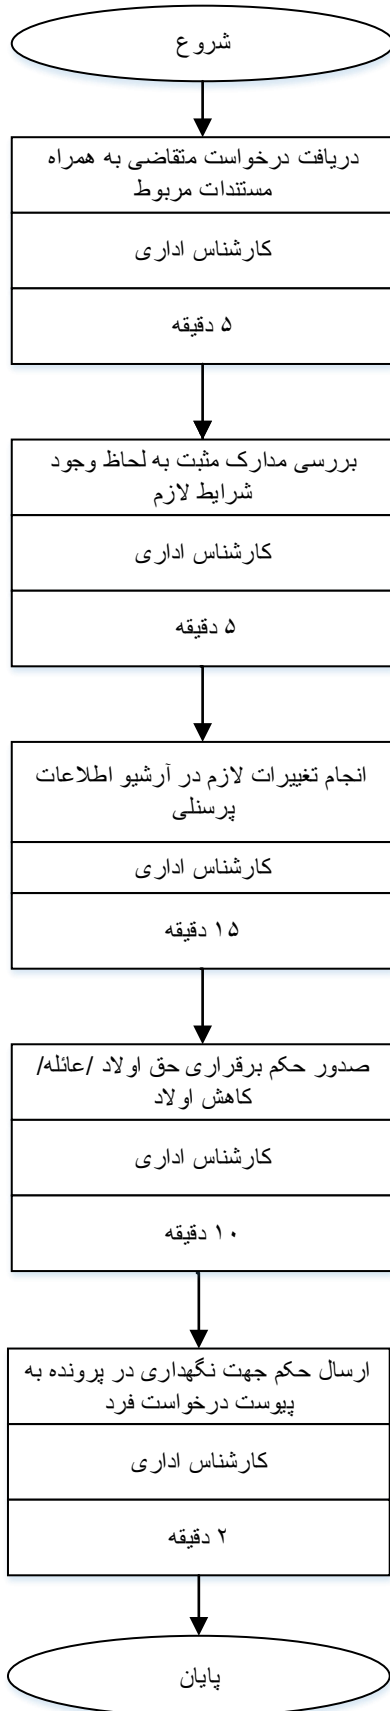 شروع
دریافت درخواست متقاضی به همراه
مستندات مربوط
کارشناس اداری
۵ دقیقه
بررسی مدارک مثبت به لحاظ وجود
شرایط لازم
کارشناس اداری
۵ دقیقه
انجام تغییرات لازم در آرشیو اطلاعات
پرسنلی
کارشناس اداری
۱۵ دقیقه
صدور حکم برقراری حق اولاد /عائله/
کاهش اولاد
کارشناس اداری
۱۰ دقیقه
ارسال حکم جهت نگهداری در پرونده به
پیوست درخواست فرد
کارشناس اداری
۲ دقیقه
پایان